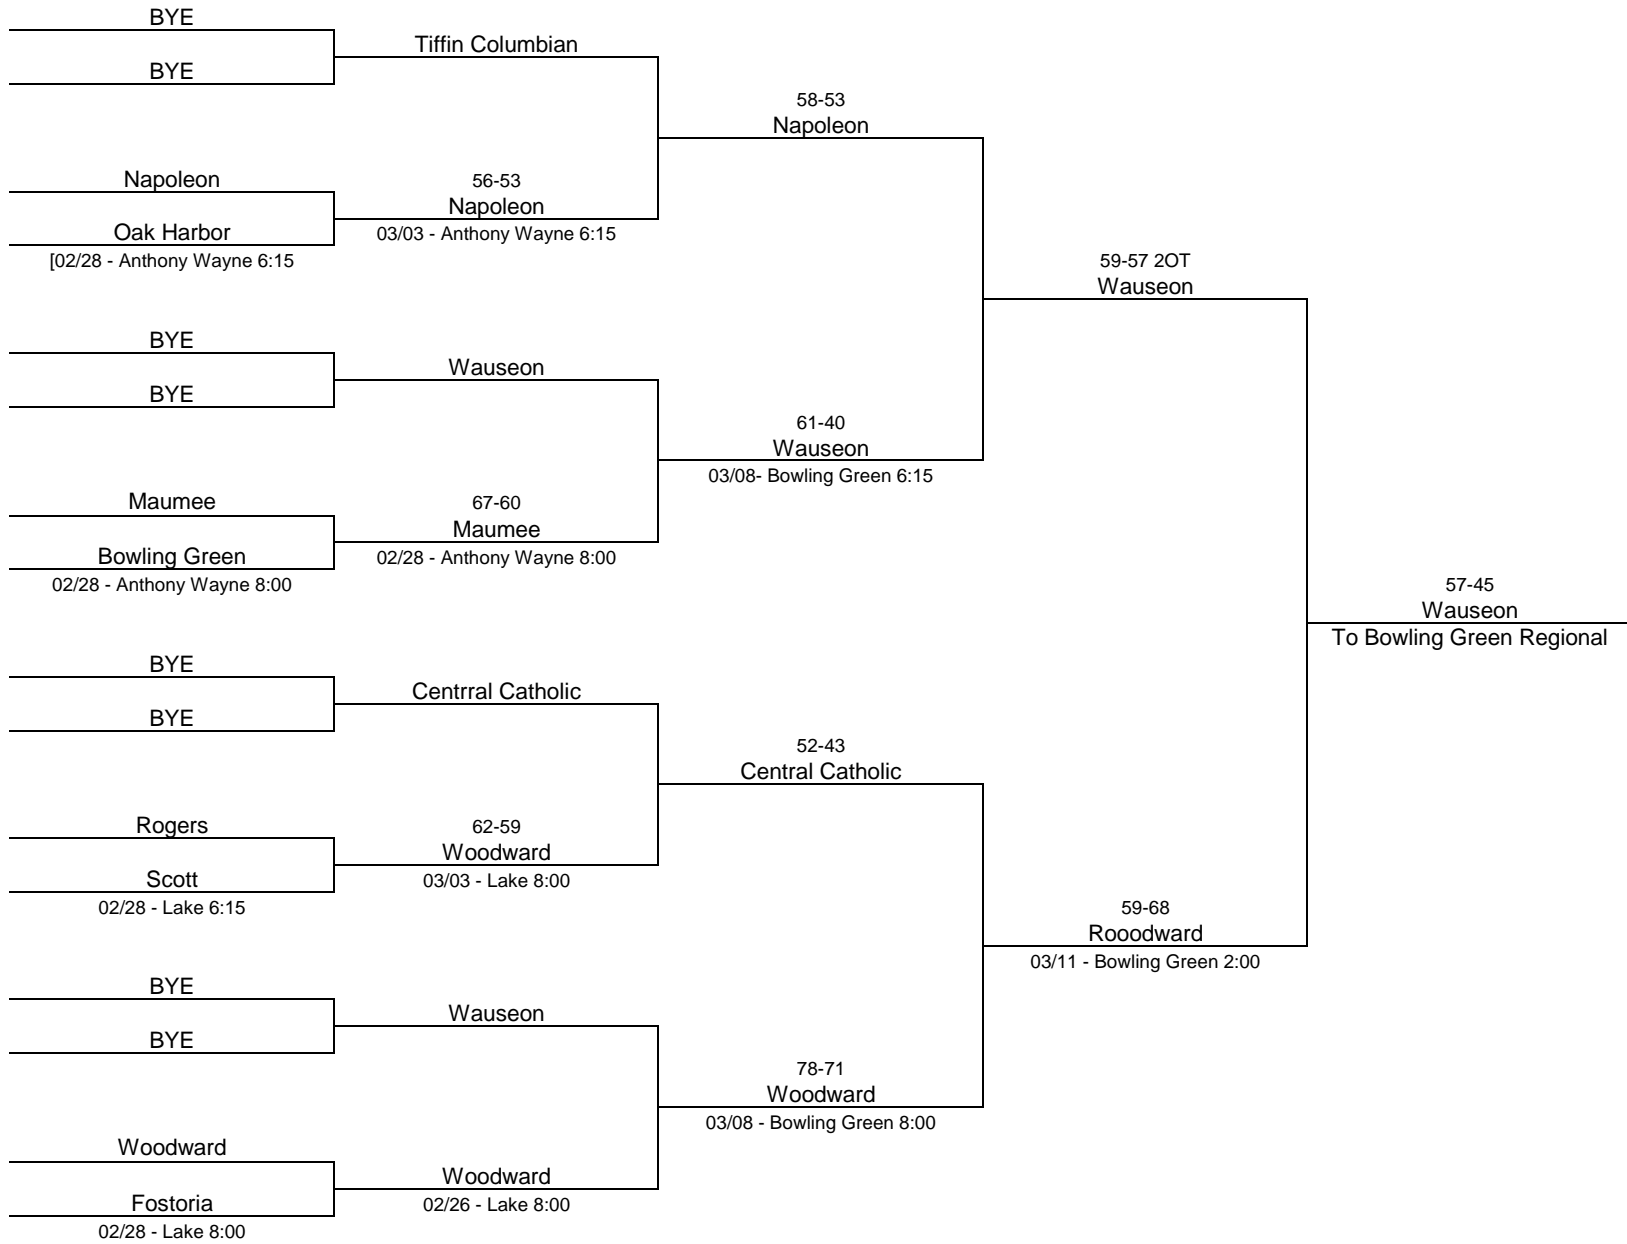 BYE
BYE
Napoleon
Oak Harbor
[02/28 - Anthony Wayne 6:15
BYE
BYE
Maumee
Bowling Green
02/28 - Anthony Wayne 8:00
BYE
BYE
Rogers
Scott
02/28 - Lake 6:15
BYE
BYE
Woodward
Fostoria
02/28 - Lake 8:00
Tiffin Columbian
56-53
Napoleon
03/03 - Anthony Wayne 6:15
Wauseon
67-60
Maumee
02/28 - Anthony Wayne 8:00
Centrral Catholic
62-59
Woodward
03/03 - Lake 8:00
Wauseon
Woodward
02/26 - Lake 8:00
58-53
Napoleon
61-40
Wauseon
03/08- Bowling Green 6:15
52-43
Central Catholic
78-71
Woodward
03/08 - Bowling Green 8:00
59-57 2OT
Wauseon
59-68
Rooodward
03/11 - Bowling Green 2:00
57-45
Wauseon
To Bowling Green Regional